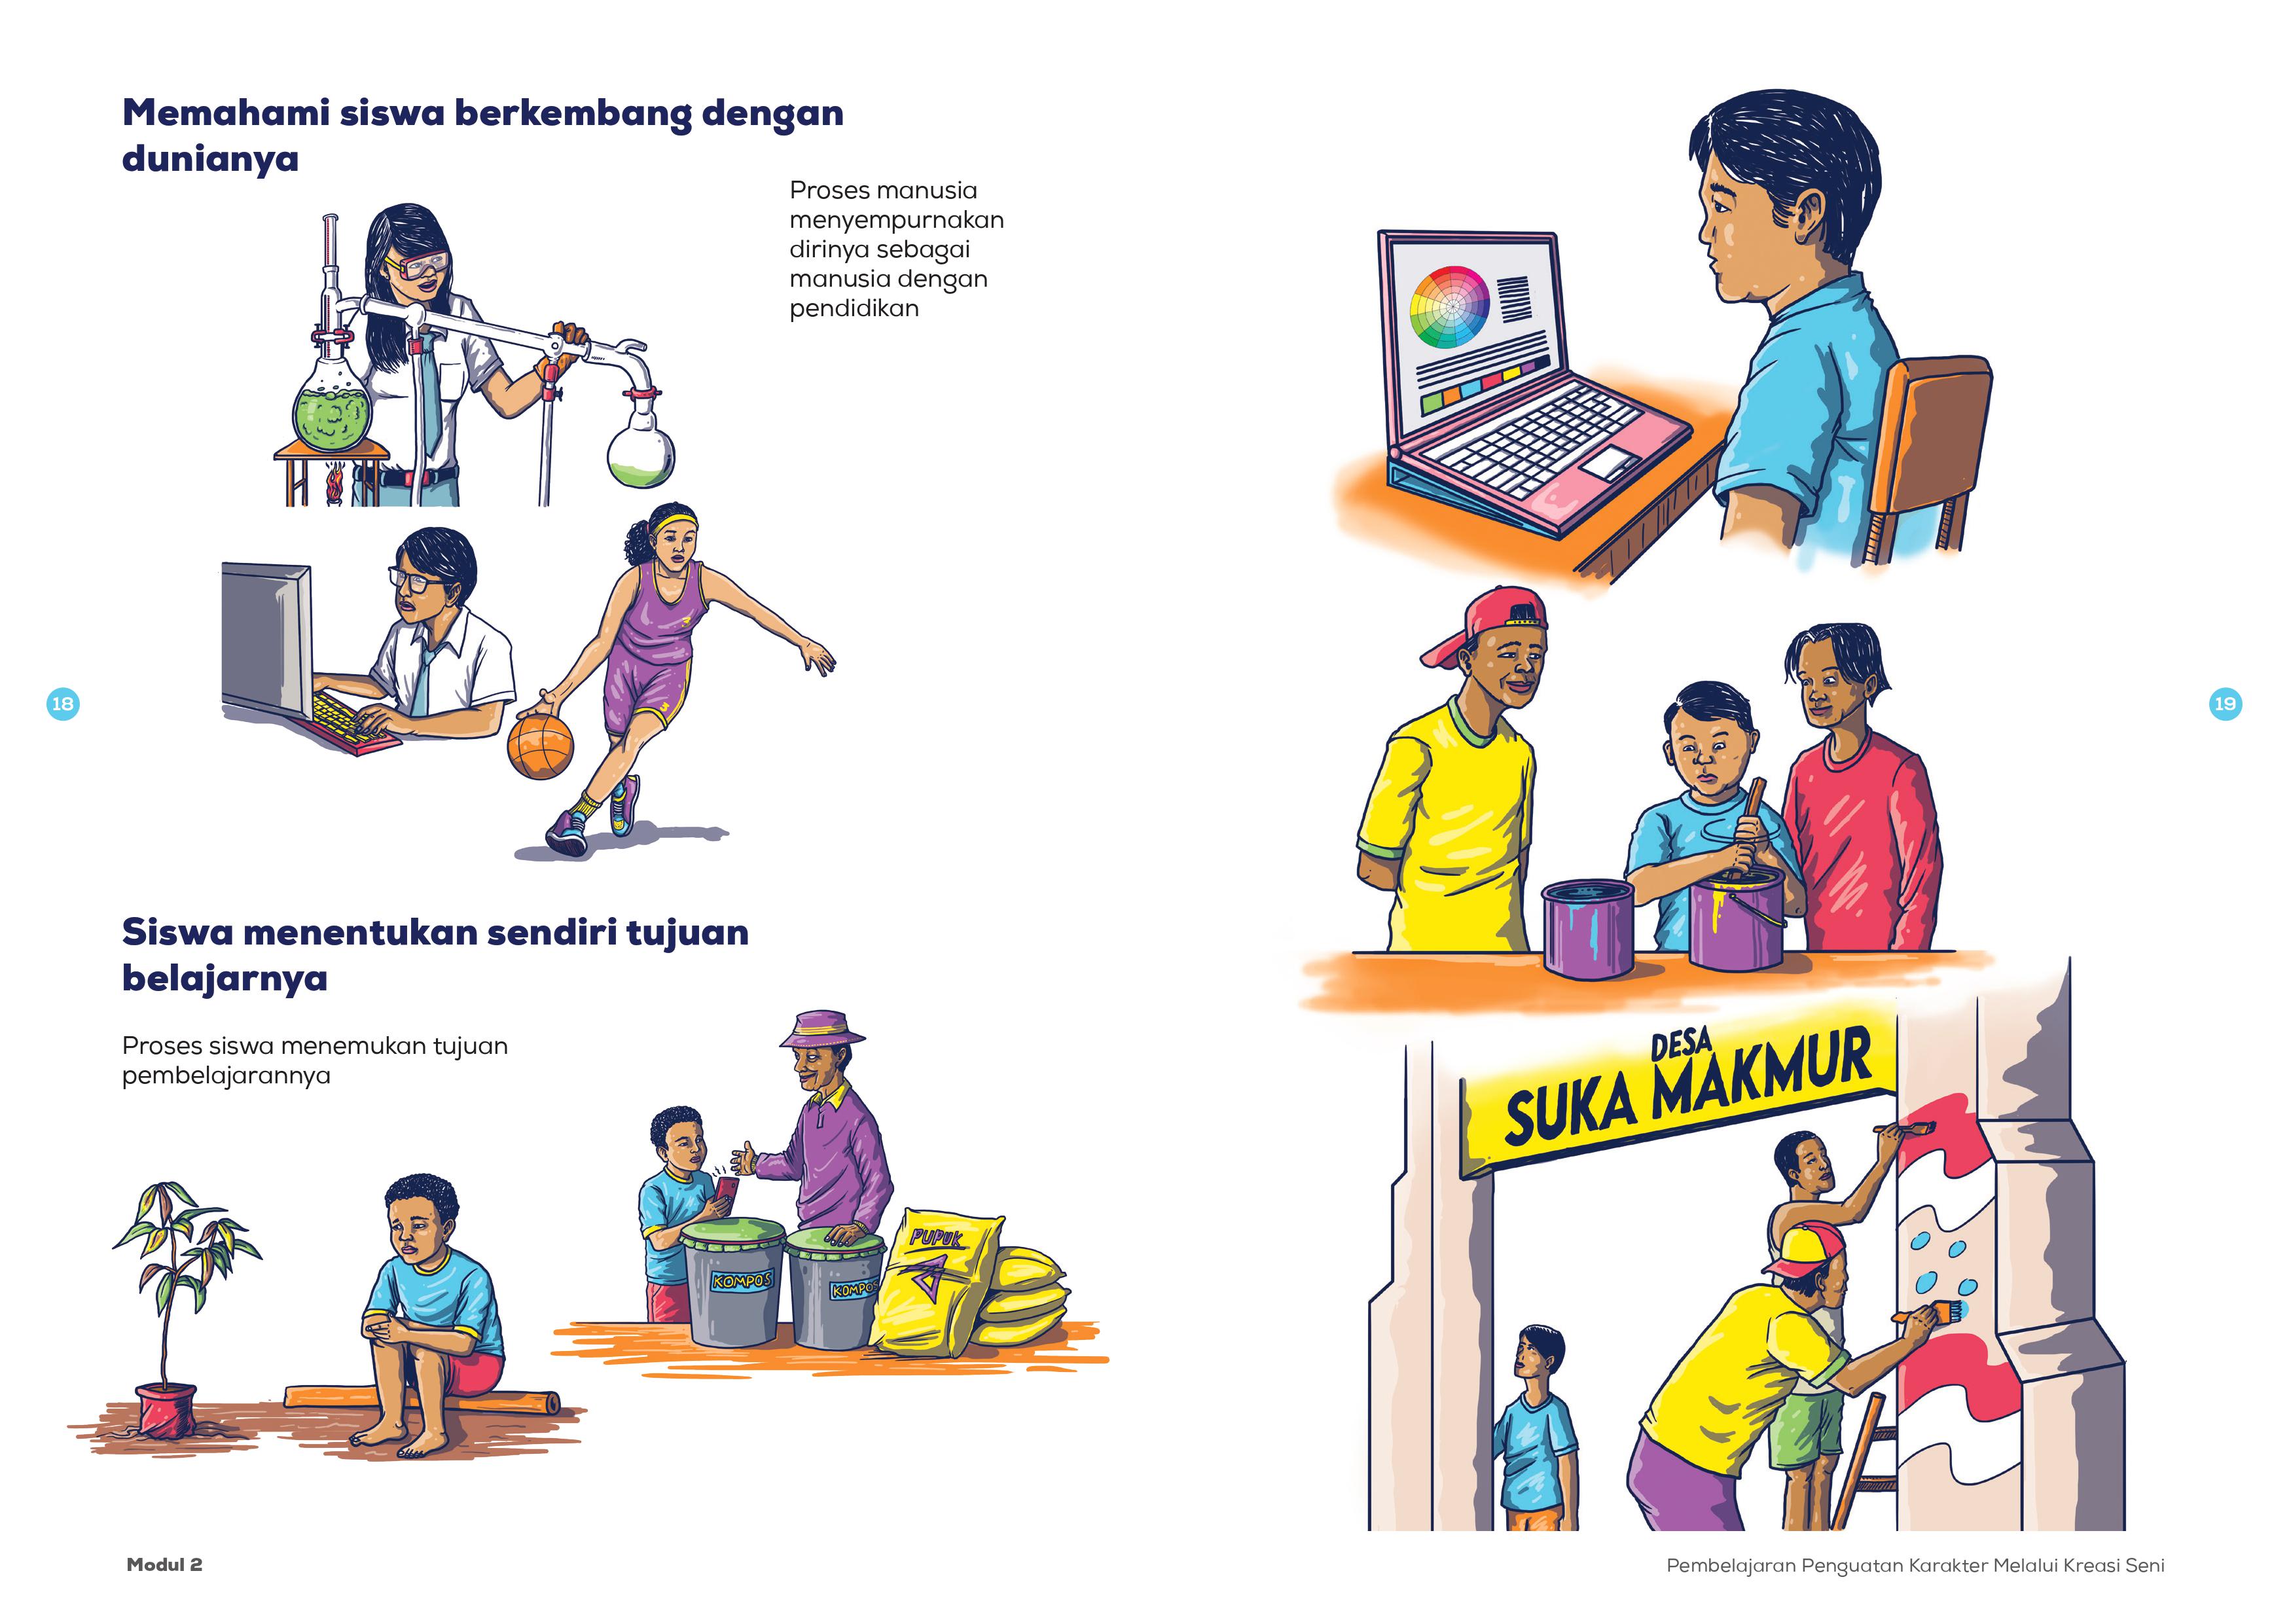 Memahami siswa berkembang dengan
dunianya
Proses manusia
menyempurnakan
dirinya sebagai
manusia dengan
pendidikan
18
Siswa menentukan sendiri tujuan
belajarnya
Proses siswa menemukan tujuan
pembelajarannya
KOMPOS
KOMPO
PUPUK
Modul 2
19
DESA
SUKA MAKMUR
Pembelajaran Penguatan Karakter Melalui Kreasi Seni